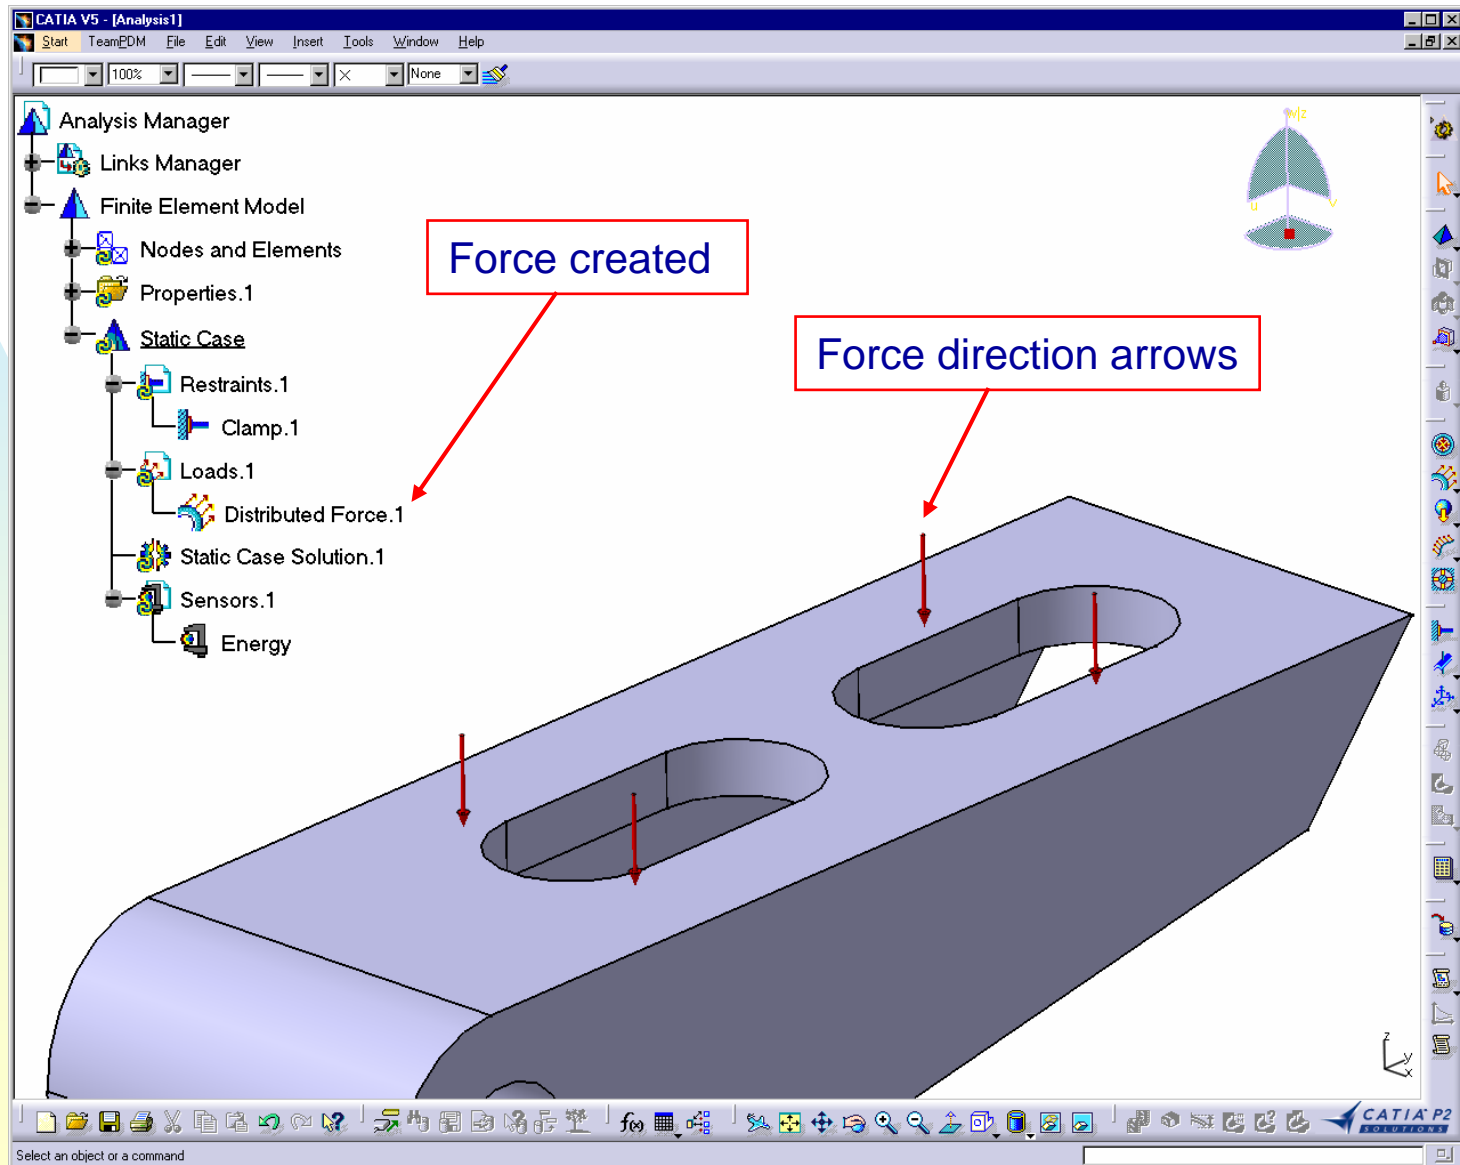 CATIA V5 - [Analysis1]
Start TeamPDM File Edit View Insert Tools Window Help
100% None
Analysis Manager
Links Manager
Finite Element Model
Nodes and Elements
Properties.1
Static Case
Restraints.1
Clamp.1
Loads.1
Distributed Force.1
Static Case Solution.1
Sensors.1
Energy
Force created
Force direction arrows
w|z
u v
z
y
x
f(x)
CATIA P2
SOLUTIONS
Select an object or a command